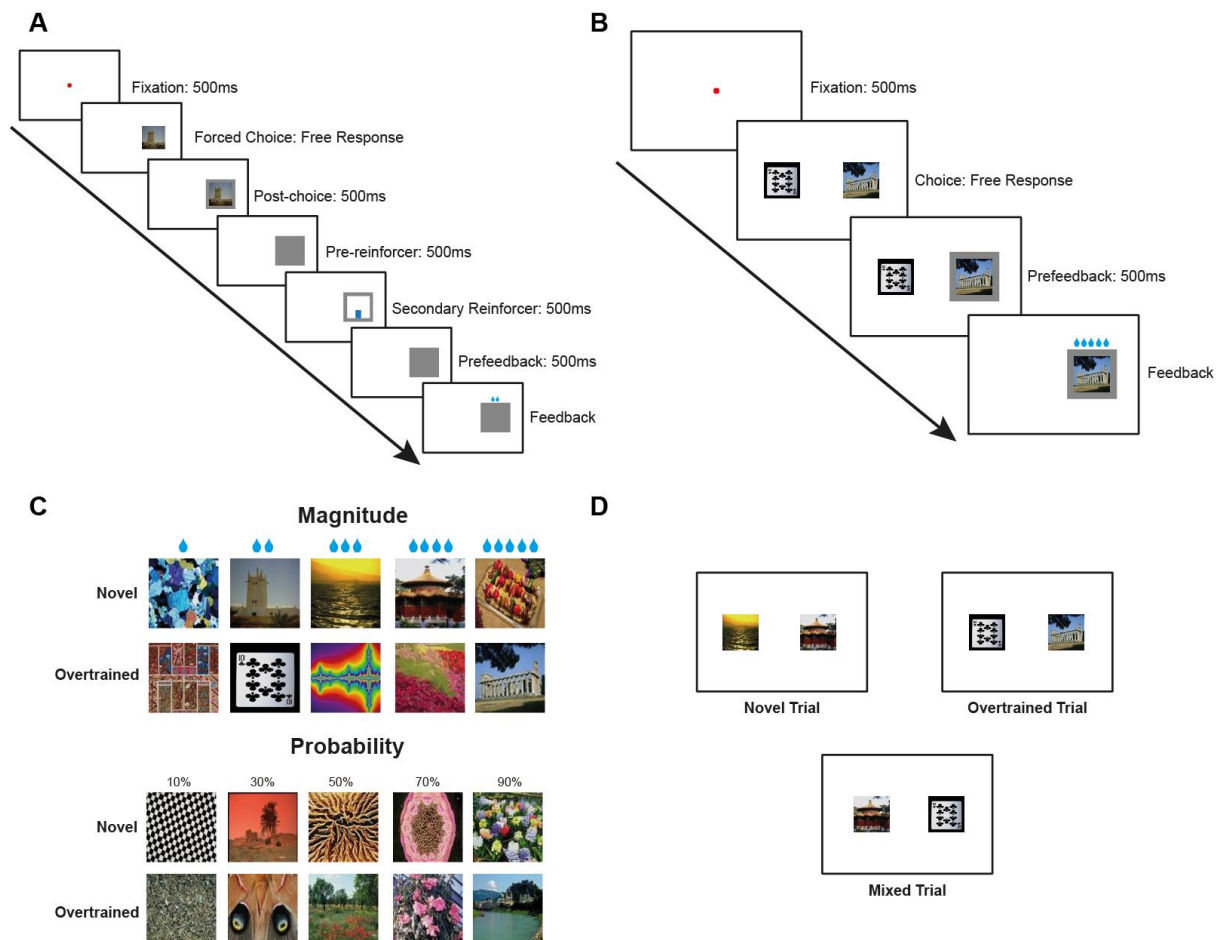 A
Fixation: 500ms
Forced Choice: Free Response
Post-choice: 500ms
Pre-reinforcer: 500ms
Secondary Reinforcer: 500ms
Prefeedback: 500ms
Feedback
B
Fixation: 500ms
Choice: Free Response
Prefeedback: 500ms
Feedback
C
Magnitude
Novel
Overtrained
Probability
10% 30% 50% 70% 90%
Novel
Overtrained
D
Novel Trial
Overtrained Trial
Mixed Trial